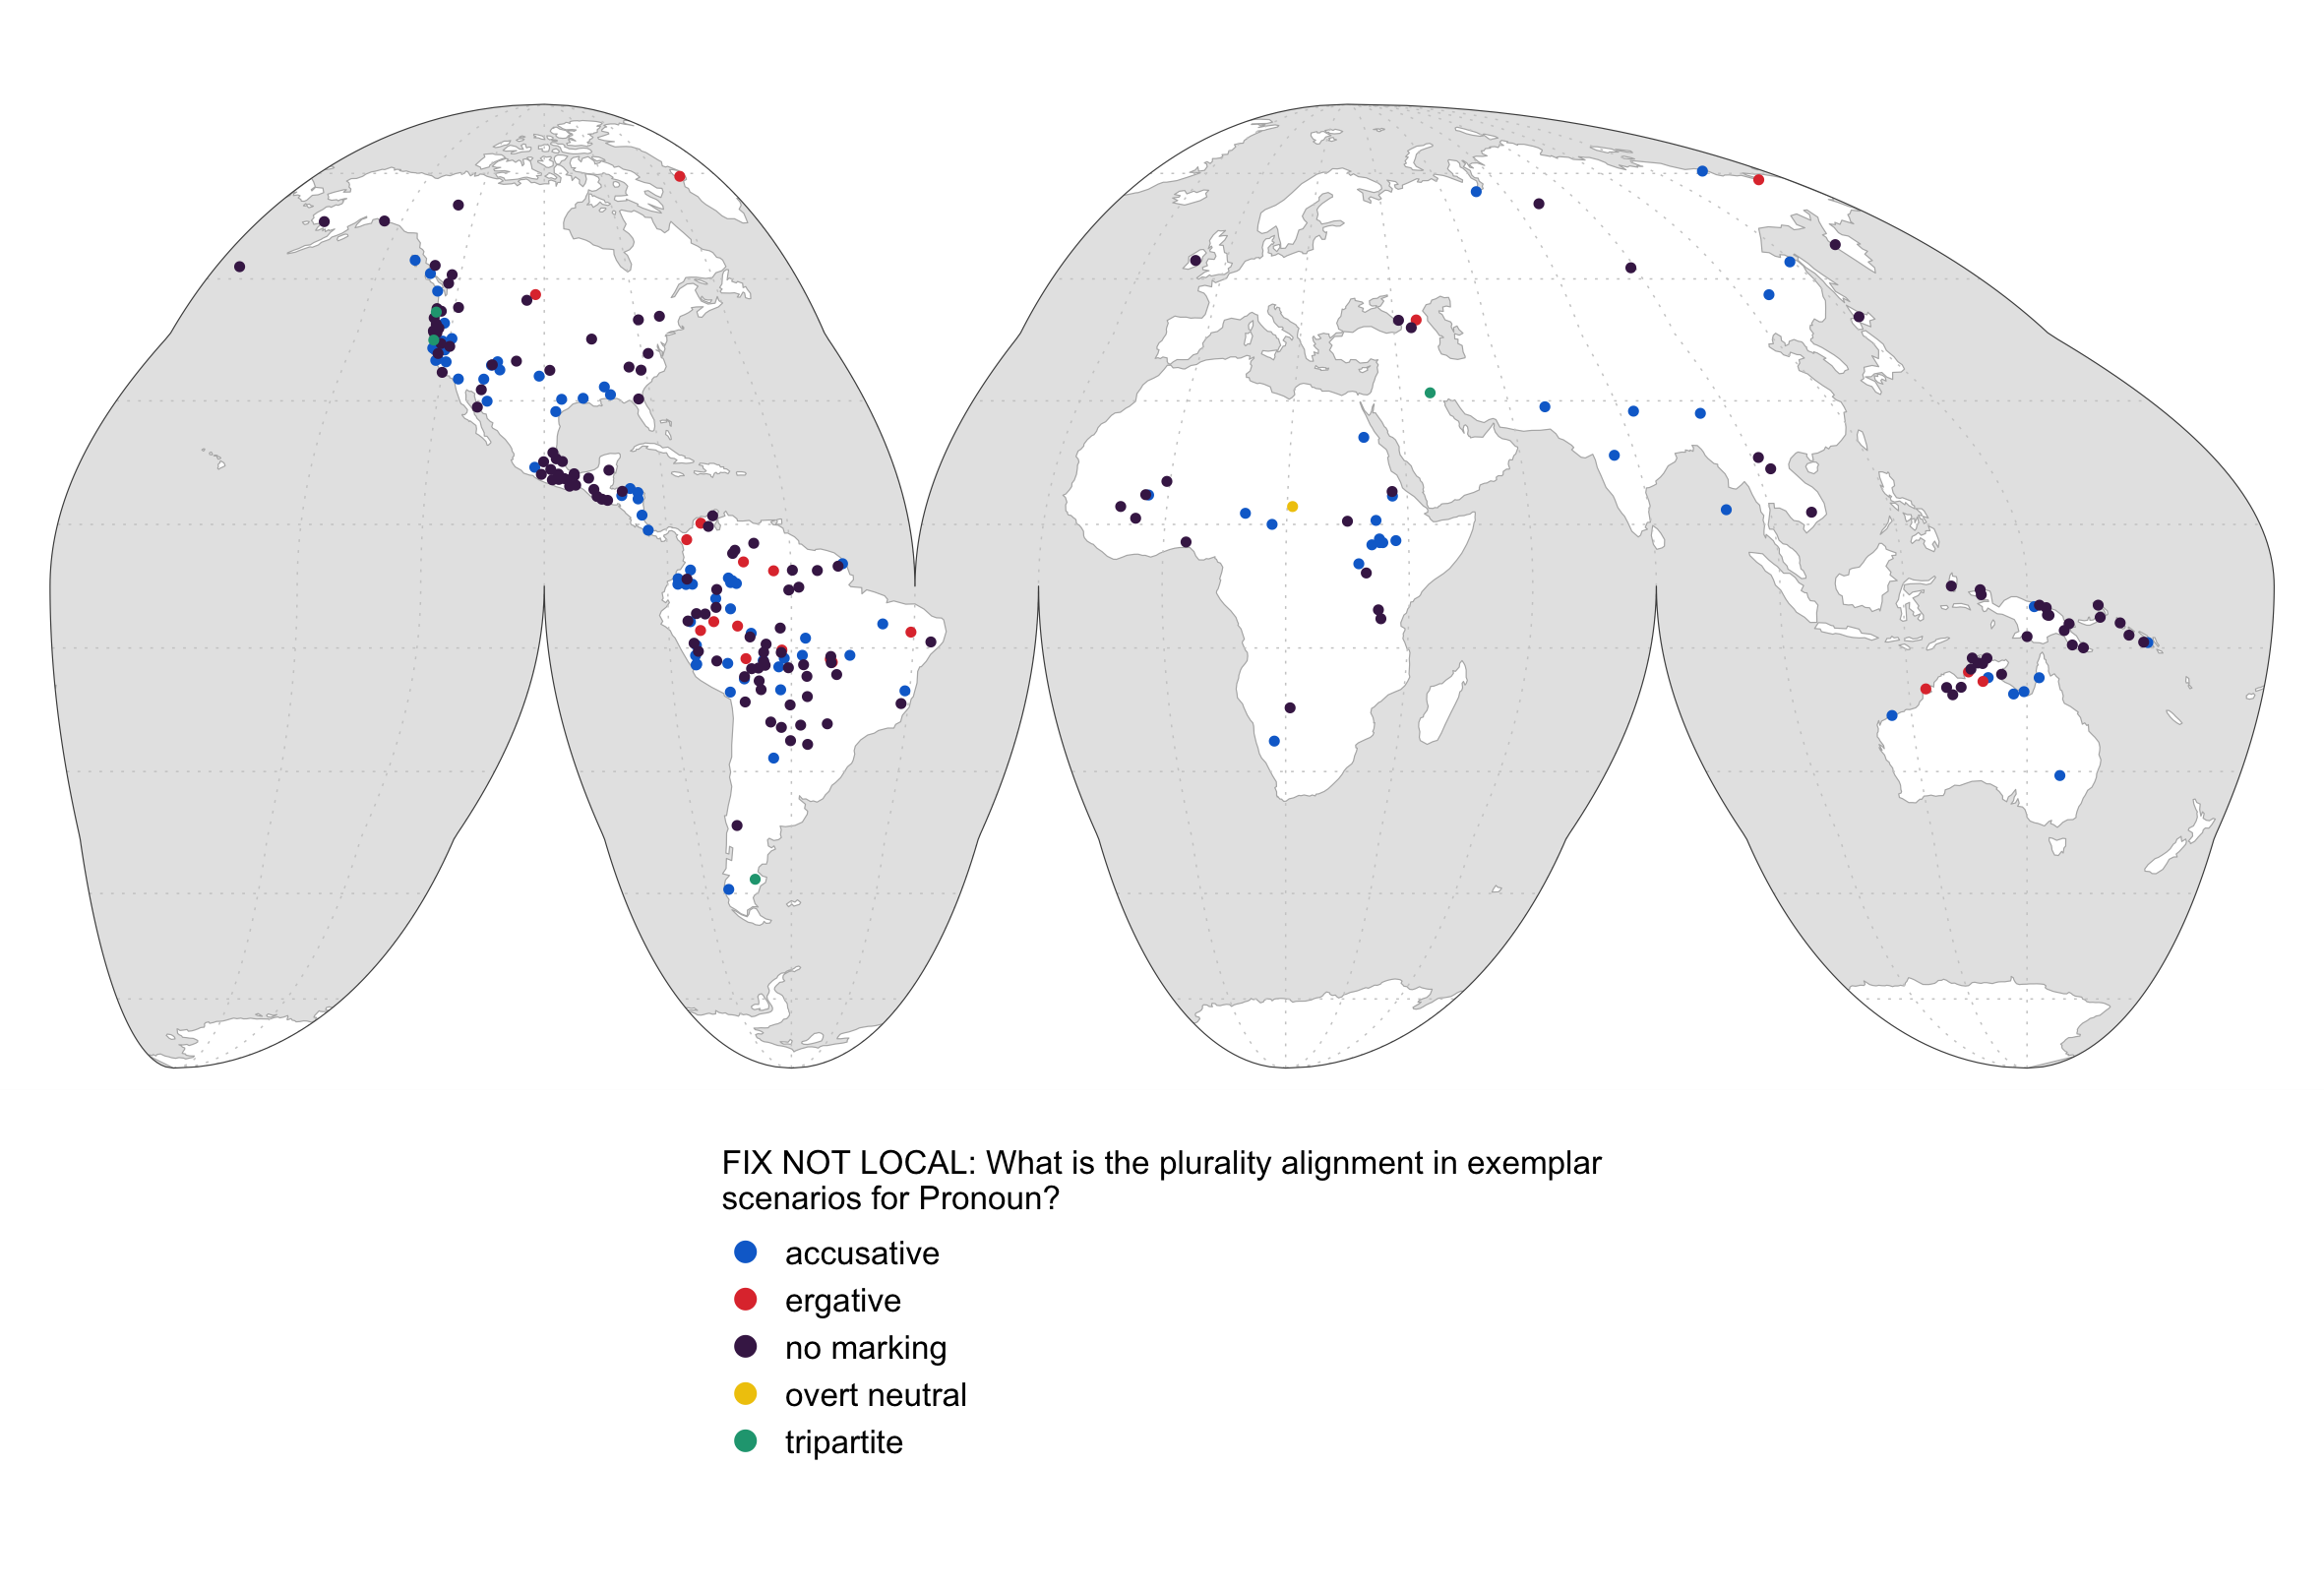 FIX NOT LOCAL: What is the plurality alignment in exemplar
scenarios for Pronoun?
accusative
ergative
no marking
overt neutral
tripartite